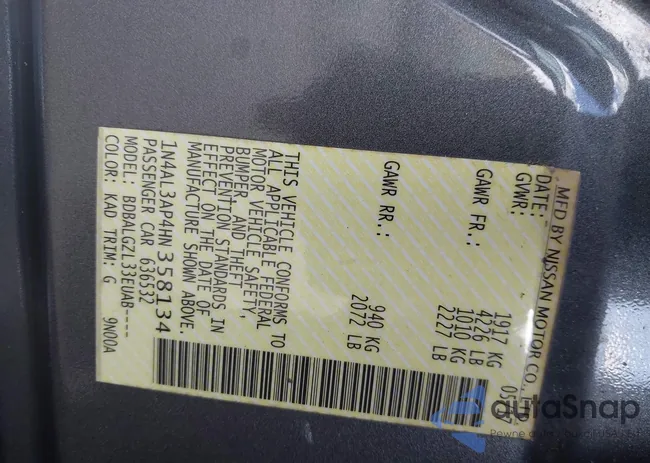 MFD BY NISSAN MOTOR CO.,
DATE:
GVWR: 1917 KG
4226 LB
GAWR FR.: 1010 KG
2227 LB
GAWR RR.: 940 KG
2072 LB
THIS VEHICLE CONFORMS TO
ALL APPLICABLE FEDERAL
MOTOR VEHICLE SAFETY,
BUMPER, AND THEFT
PREVENTION STANDARDS IN
EFFECT ON THE DATE OF
MANUFACTURE SHOWN ABOVE.
1N4AL3AP4HN358134
PASSENGER CAR 636532
MODEL: BDBALGZL33EUAB----
COLOR: KAD TRIM: G 9N00A
autoSnap